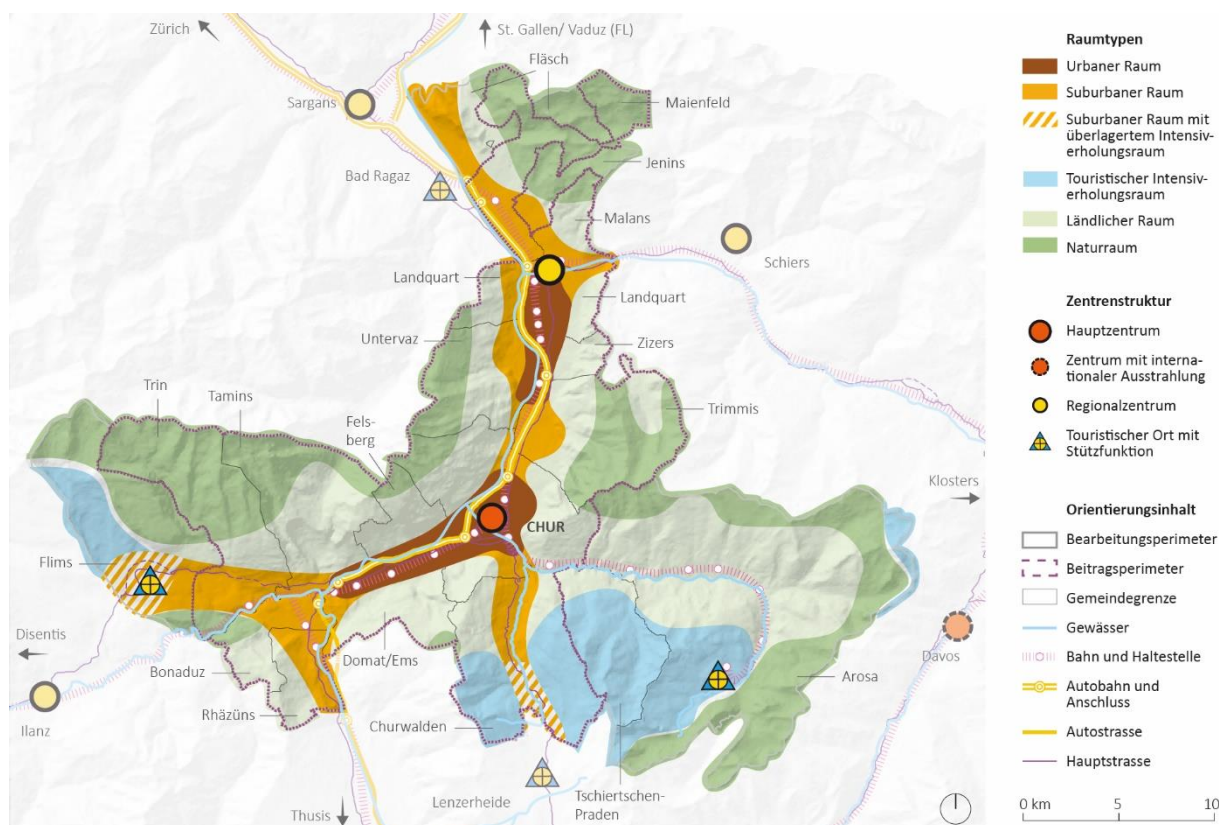 Zürich
St. Gallen/ Vaduz (FL)
Fläsch
Sargans
Maienfeld
Jenins
Bad Ragaz
Malans
Schiers
Landquart
Landquart
Untervaz
Zizers
Trin
Tamins
Fels-
berg
Trimmis
Klosters
CHUR
Flims
Disentis
Davos
Bonaduz
Domat/Ems
Arosa
Ilanz
Rhäzüns
Churwalden
Lenzerheide
Tschiertschen-
Praden
Thusis
Raumtypen
Urbaner Raum
Suburbaner Raum
Suburbaner Raum mit
überlagertem Intensiv-
erholungsraum
Touristischer Intensiv-
erholungsraum
Ländlicher Raum
Naturraum
Zentrenstruktur
Hauptzentrum
Zentrum mit interna-
tionaler Ausstrahlung
Regionalzentrum
Touristischer Ort mit
Stützfunktion
Orientierungsinhalt
Bearbeitungsperimeter
Beitragsperimeter
Gemeindegrenze
Gewässer
Bahn und Haltestelle
Autobahn und
Anschluss
Autostrasse
Hauptstrasse
0 km 5 10